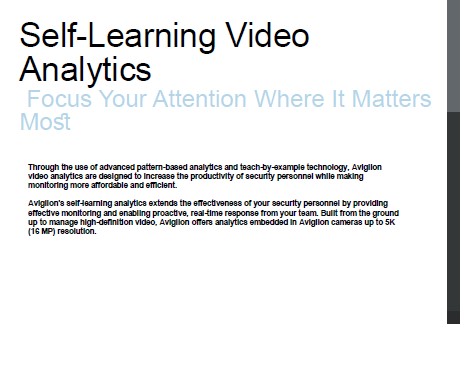 Self-Learning Video
Analytics
Focus Your Attention Where It Matters
Most
Through the use of advanced pattern-based analytics and teach-by-example technology, Avigilon
video analytics are designed to increase the productivity of security personnel while making
monitoring more affordable and efficient.
Avigilon's self-learning analytics extends the effectiveness of your security personnel by providing
effective monitoring and enabling proactive, real-time response from your team. Built from the ground
up to manage high-definition video, Avigilon offers analytics embedded in Avigilon cameras up to 5K
(16 MP) resolution.